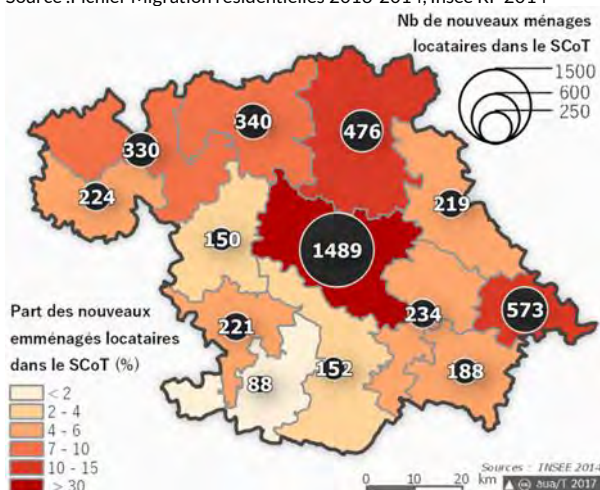 Source :Fichier Migration résidentielles 2013-2014, Insee RP 2014
Nb de nouveaux ménages
locataires dans le SCoT
1500
600
250
340
476
330
224
219
150
1489
573
234
221
152
188
88
Part des nouveaux
emménagés locataires
dans le SCoT (%)
< 2
2 - 4
4 - 6
7 - 10
10 - 15
> 30
0 10 20 km
Sources : INSEE 2014
aua/T 2017